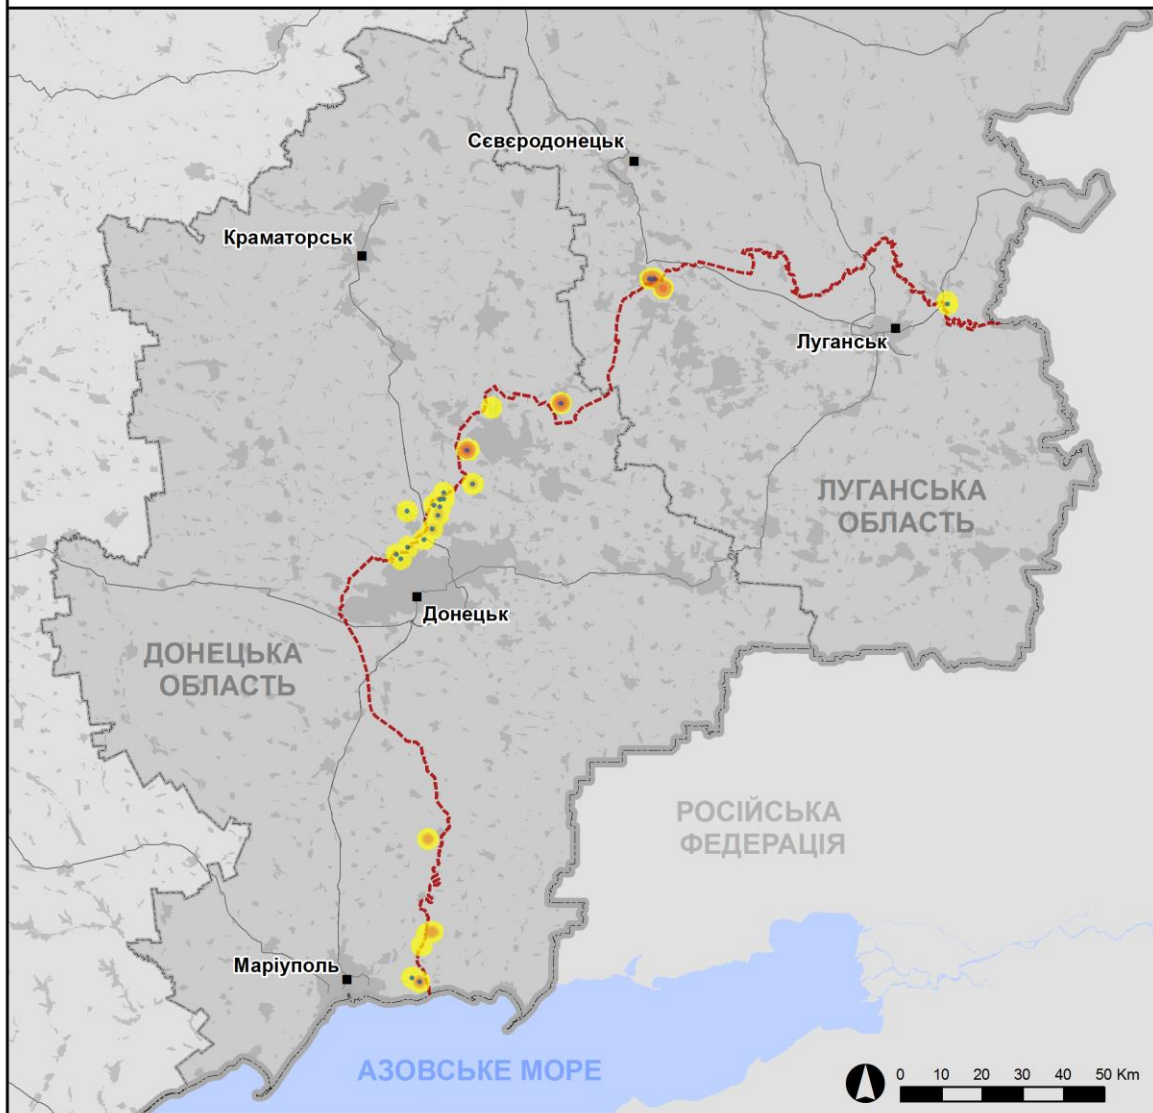 Сєвєродонецьк
Краматорськ
Луганськ
ЛУГАНСЬКА
ОБЛАСТЬ
Донецьк
ДОНЕЦЬКА
ОБЛАСТЬ
РОСІЙСЬКА
ФЕДЕРАЦІЯ
Маріуполь
АЗОВСЬКЕ МОРЕ
0 10 20 30 40 50 Km